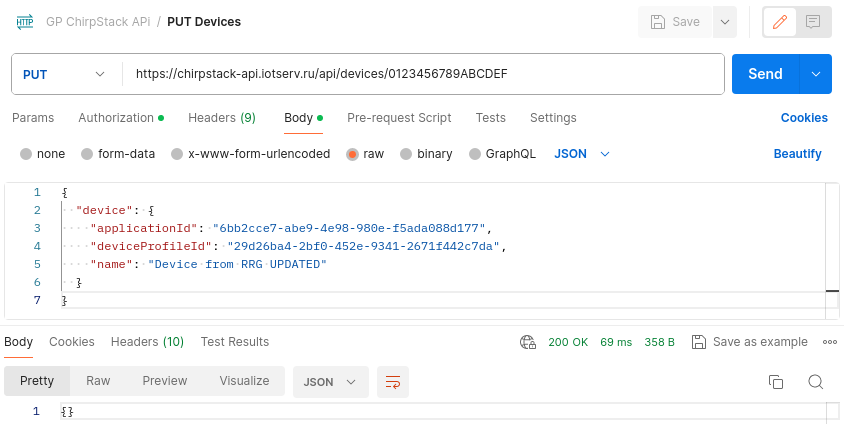 HTTP GP ChirpStack APi / PUT Devices Save
PUT https://chirpstack-api.iotserv.ru/api/devices/0123456789ABCDEF Send
Params Authorization Headers (9) Body Pre-request Script Tests Settings Cookies
none form-data x-www-form-urlencoded raw binary GraphQL JSON Beautify
1 {
2 "device": {
3 "applicationId": "6bb2cce7-abe9-4e98-980e-f5ada088d177",
4 "deviceProfileId": "29d26ba4-2bf0-452e-9341-2671f442c7da",
5 "name": "Device from RRG UPDATED"
6 }
7 }
Body Cookies Headers (10) Test Results 200 OK 69 ms 358 B Save as example
Pretty Raw Preview Visualize JSON
1 {}